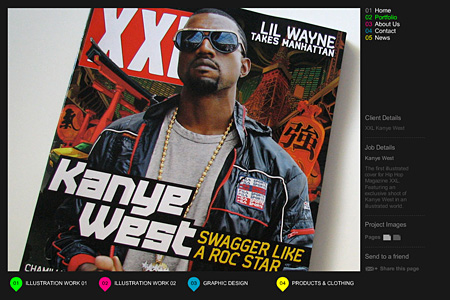 XXL
LIL WAYNE
TAKES MANHATTAN
強
Kanye
West
SWAGGER LIKE
A ROC STAR
01 Home
02 Portfolio
03 About Us
04 Contact
05 News
Client Details
XXL Kanye West
Job Details
Kanye West
The first illustrated
cover for Hip Hop
Magazine XXL
Featuring an
exclusive shoot of
Kanye West in an
illustrated world
Project Images
Pages
Send to a friend
Share this page
01 ILLUSTRATION WORK 01
02 ILLUSTRATION WORK 02
03 GRAPHIC DESIGN
04 PRODUCTS & CLOTHING